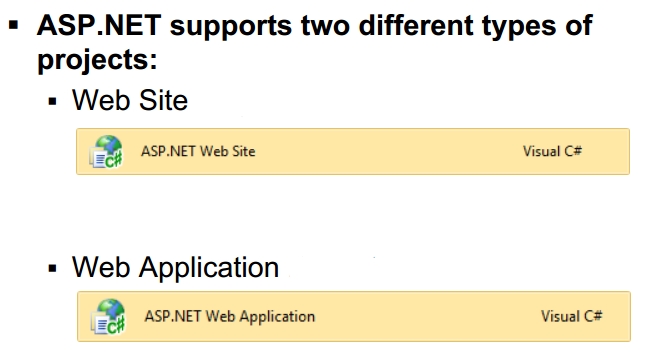 ▪ ASP.NET supports two different types of
projects:
▪ Web Site
C# ASP.NET Web Site Visual C#
▪ Web Application
C# ASP.NET Web Application Visual C#